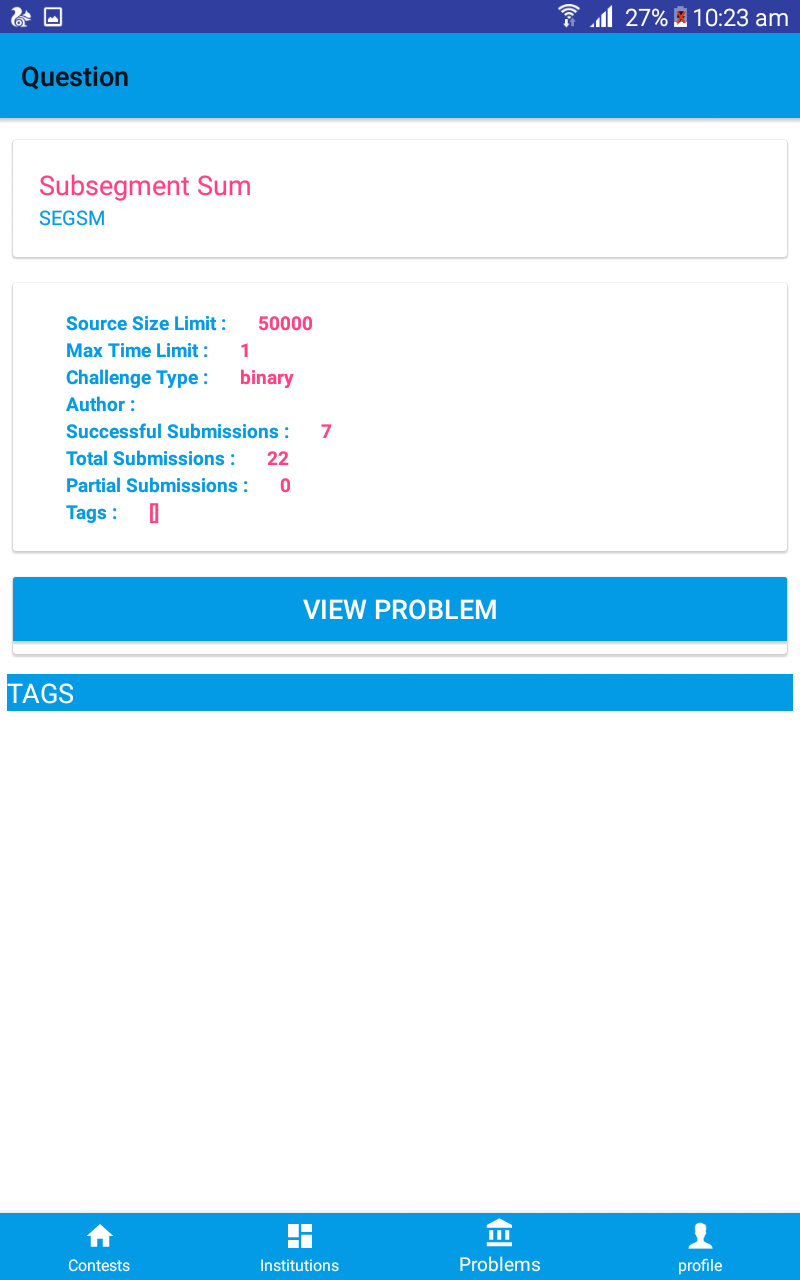 27% 10:23 am
Question
Subsegment Sum
SEGSM
Source Size Limit : 50000
Max Time Limit : 1
Challenge Type : binary
Author :
Successful Submissions : 7
Total Submissions : 22
Partial Submissions : 0
Tags : []
VIEW PROBLEM
TAGS
Contests Institutions Problems profile